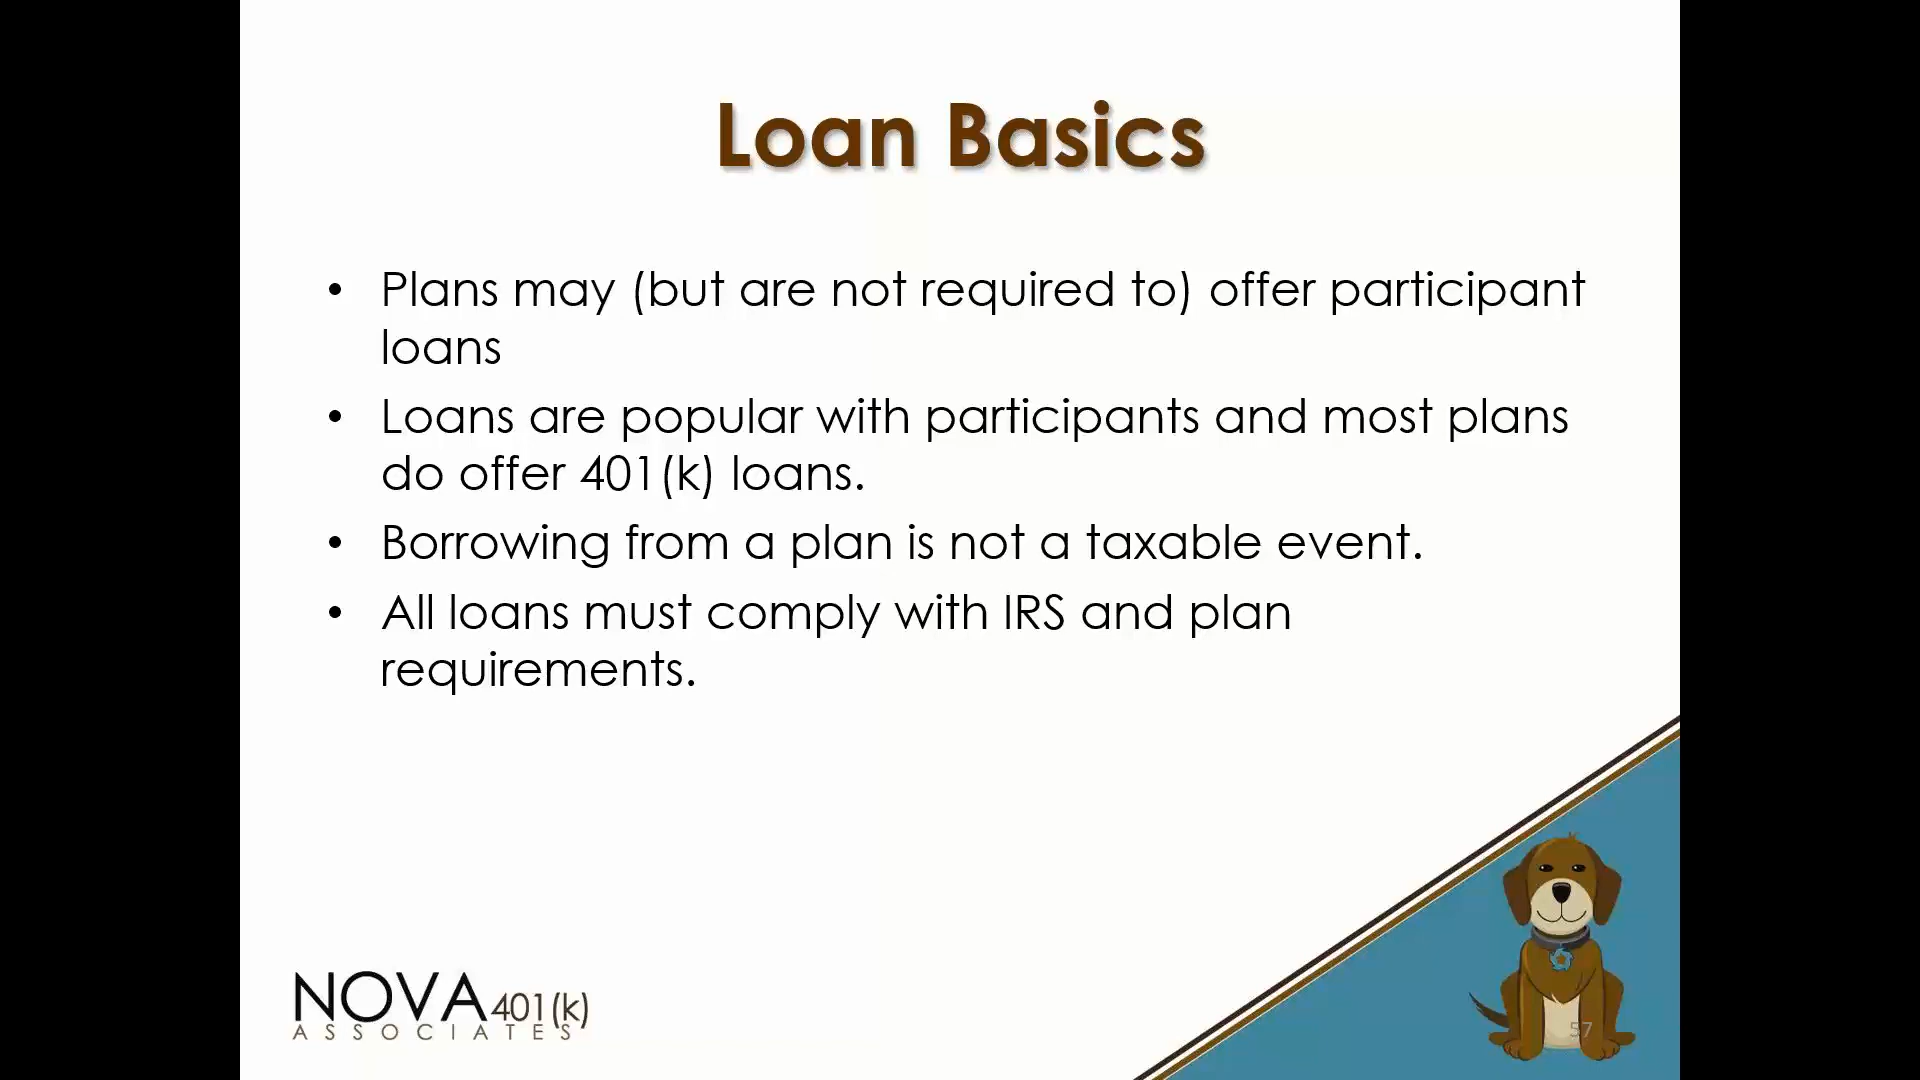 Loan Basics
• Plans may (but are not required to) offer participant
loans
• Loans are popular with participants and most plans
do offer 401(k) loans.
• Borrowing from a plan is not a taxable event.
• All loans must comply with IRS and plan
requirements.
NOVA 401(k)
ASSOCIATES
57